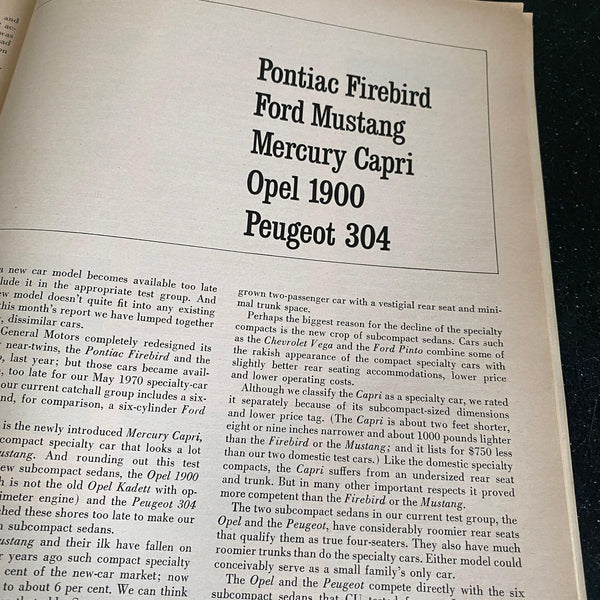 and
ac-
wax
ad
on
Pontiac Firebird
Ford Mustang
Mercury Capri
Opel 1900
Peugeot 304
new car model becomes available too late
lude it in the appropriate test group. And
ew model doesn't quite fit into any existing
this month's report we have lumped together
, dissimilar cars.
General Motors completely redesigned its
near-twins, the Pontiac Firebird and the
, last year; but those cars became avail-
, too late for our May 1970 specialty-car
our current catchall group includes a six-
nd, for comparison, a six-cylinder Ford
is the newly introduced Mercury Capri,
compact specialty car that looks a lot
ustang. And rounding out this test
ew subcompact sedans, the Opel 1900
h is not the old Opel Kadett with op-
imeter engine) and the Peugeot 304
ched these shores too late to make our
n subcompact sedans.
ustang and their ilk have fallen on
r years ago such compact specialty
cent of the new-car market; now
to about 6 per cent. We can think
grown two-passenger car with a vestigial rear seat and mini-
mal trunk space.
Perhaps the biggest reason for the decline of the specialty
compacts is the new crop of subcompact sedans. Cars such
as the Chevrolet Vega and the Ford Pinto combine some of
the rakish appearance of the compact specialty cars with
slightly better rear seating accommodations, lower price
and lower operating costs.
Although we classify the Capri as a specialty car, we rated
it separately because of its subcompact-sized dimensions
and lower price tag. (The Capri is about two feet shorter,
eight or nine inches narrower and about 1000 pounds lighter
than the Firebird or the Mustang; and it lists for $750 less
than our two domestic test cars.) Like the domestic specialty
compacts, the Capri suffers from an undersized rear seat
and trunk. But in many other important respects it proved
more competent than the Firebird or the Mustang.
The two subcompact sedans in our current test group, the
Opel and the Peugeot, have considerably roomier rear seats
that qualify them as true four-seaters. They also have much
roomier trunks than do the specialty cars. Either model could
conceivably serve as a small family's only car.
The Opel and the Peugeot compete directly with the six
subcompact sedans that CU tested